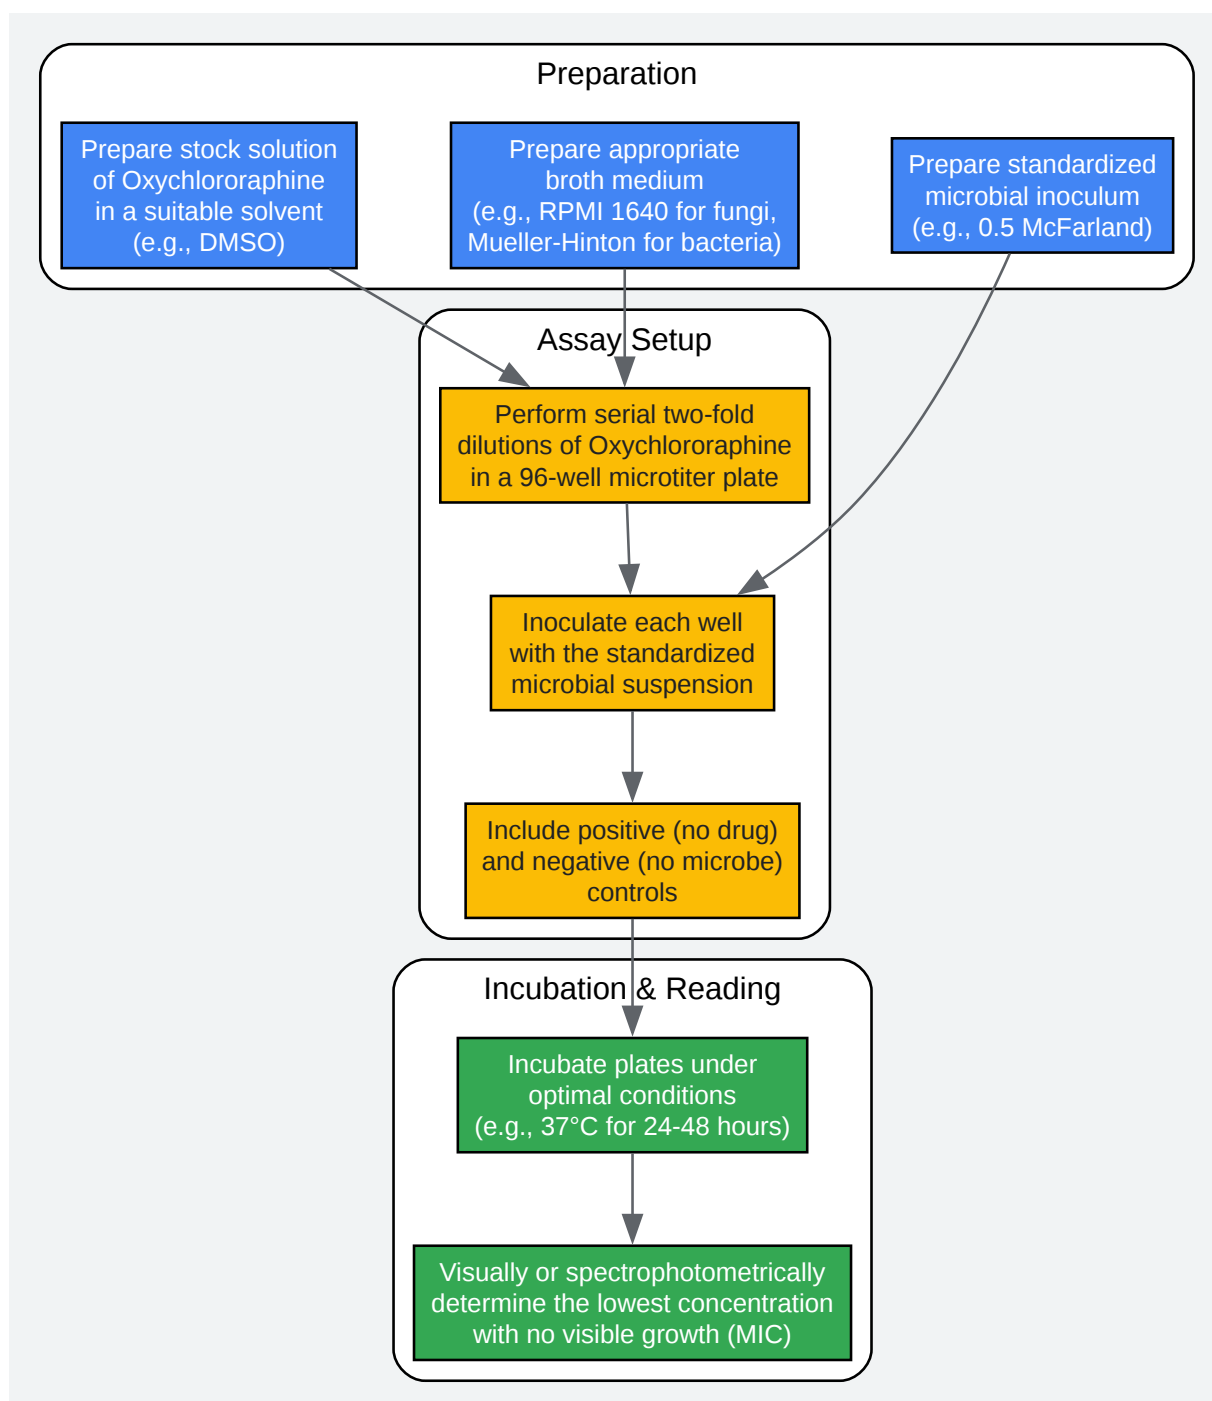 Preparation
Prepare stock solution
of Oxychlororaphine
in a suitable solvent
(e.g., DMSO)
Prepare appropriate
broth medium
(e.g., RPMI 1640 for fungi,
Mueller-Hinton for bacteria)
Prepare standardized
microbial inoculum
(e.g., 0.5 McFarland)
Assay Setup
Perform serial two-fold
dilutions of Oxychlororaphine
in a 96-well microtiter plate
Inoculate each well
with the standardized
microbial suspension
Include positive (no drug)
and negative (no microbe)
controls
Incubation & Reading
Incubate plates under
optimal conditions
(e.g., 37°C for 24-48 hours)
Visually or spectrophotometrically
determine the lowest concentration
with no visible growth (MIC)